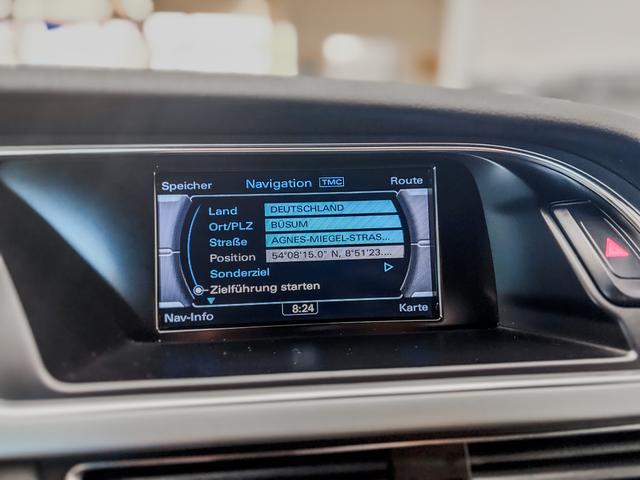 Speicher Navigation TMC Route
Land DEUTSCHLAND
Ort/PLZ BÜSUM
Straße AGNES-MIEGEL-STRAS...
Position 54°08'15.0" N, 8°51'23....
Sonderziel
Zielführung starten
Nav-Info 8:24 Karte